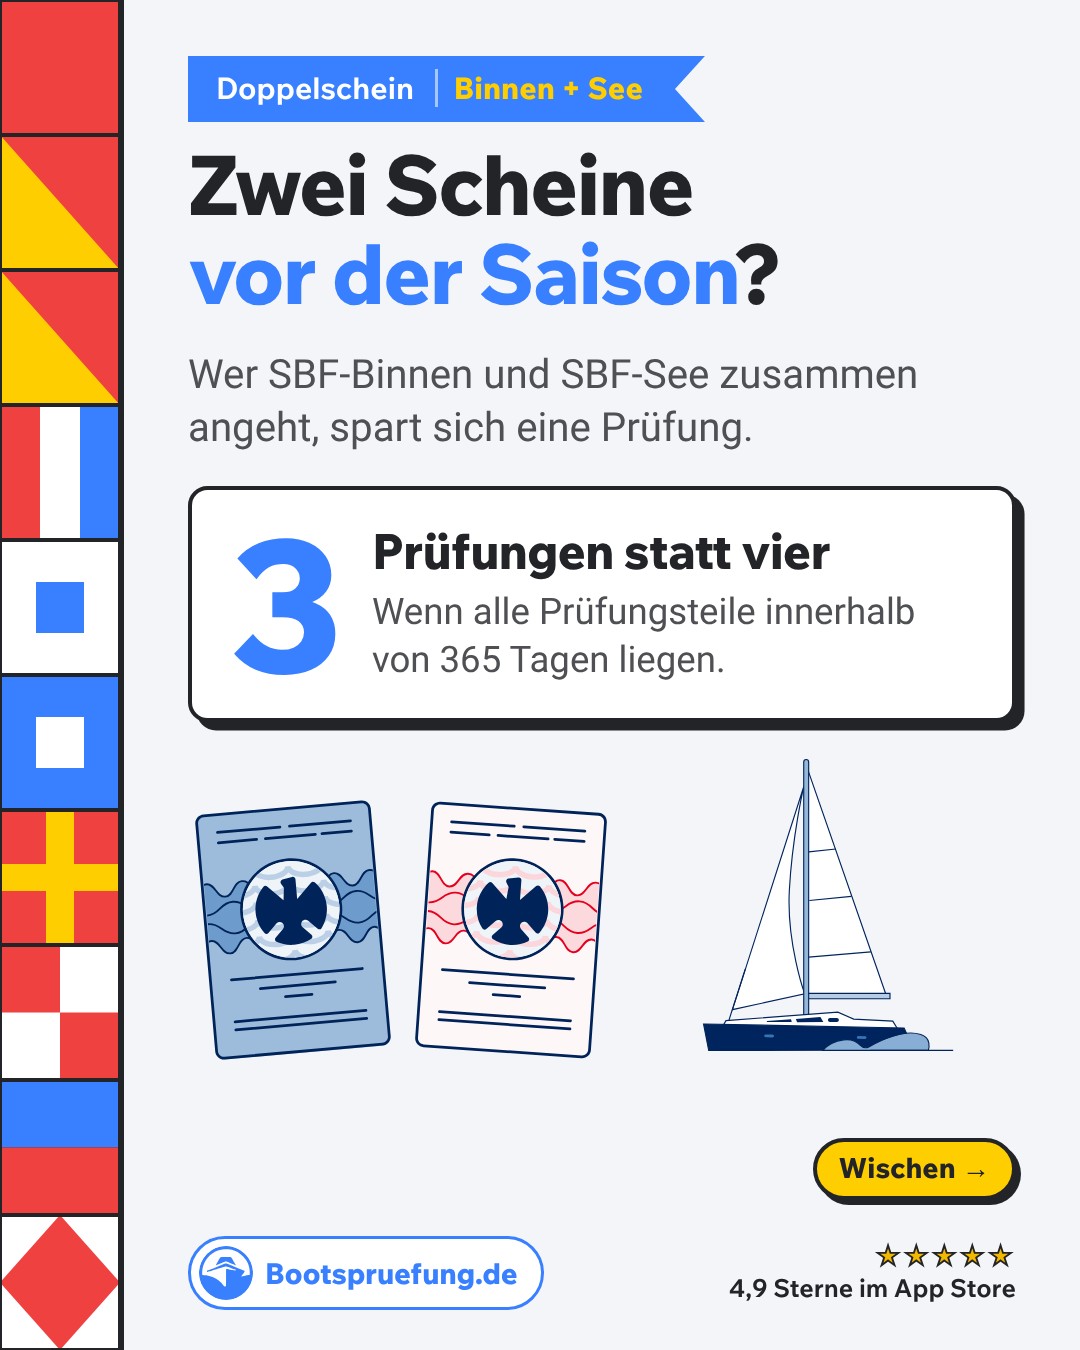 Doppelschein | Binnen + See
Zwei Scheine
vor der Saison?
Wer SBF-Binnen und SBF-See zusammen
angeht, spart sich eine Prüfung.
3
Prüfungen statt vier
Wenn alle Prüfungsteile innerhalb
von 365 Tagen liegen.
Wischen →
Bootspruefung.de
★★★★★
4,9 Sterne im App Store